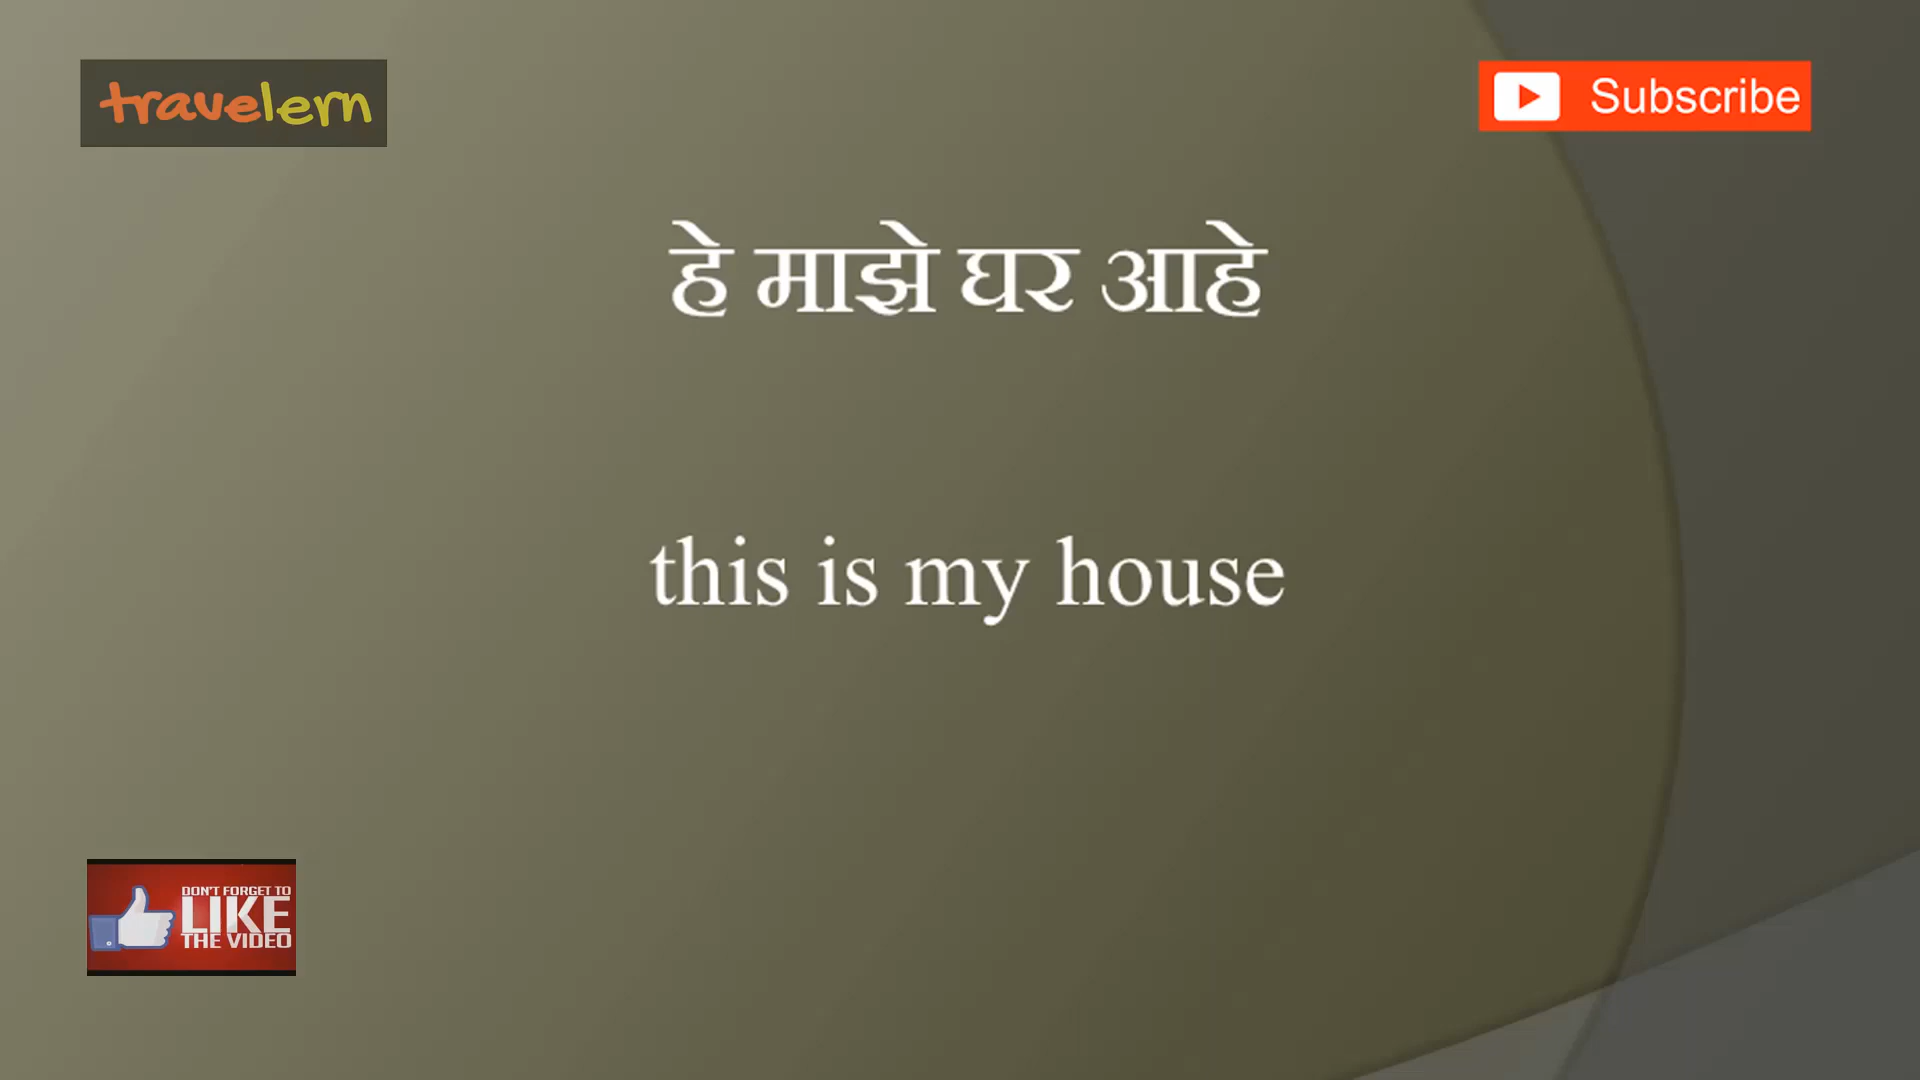 travelern
Subscribe
हे माझे घर आहे
this is my house
DON'T FORGET TO
LIKE
THE VIDEO